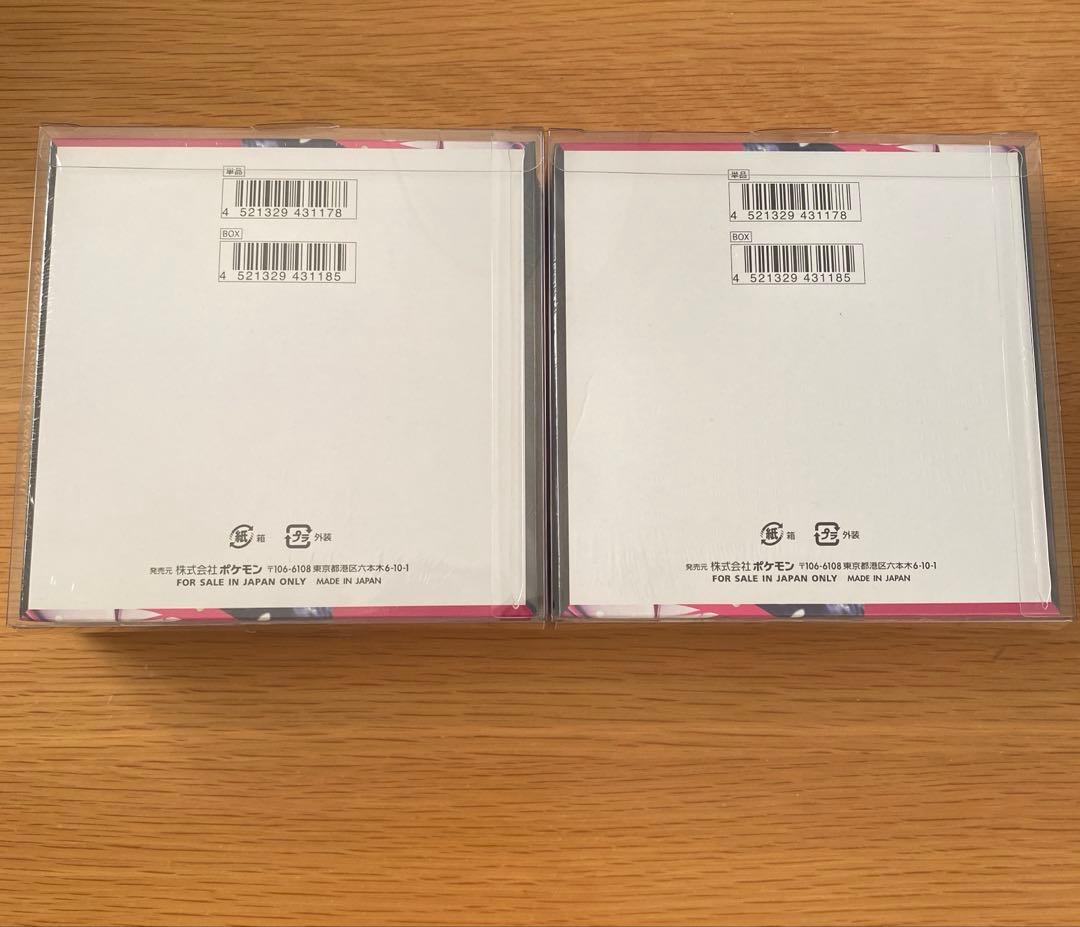 単品
4 521329 431178
BOX
4 521329 431185
紙 箱 プラ 外装
発売元 株式会社ポケモン 〒106-6108 東京都港区六本木6-10-1
FOR SALE IN JAPAN ONLY MADE IN JAPAN
単品
4 521329 431178
BOX
4 521329 431185
紙 箱 プラ 外装
発売元 株式会社ポケモン 〒106-6108 東京都港区六本木6-10-1
FOR SALE IN JAPAN ONLY MADE IN JAPAN